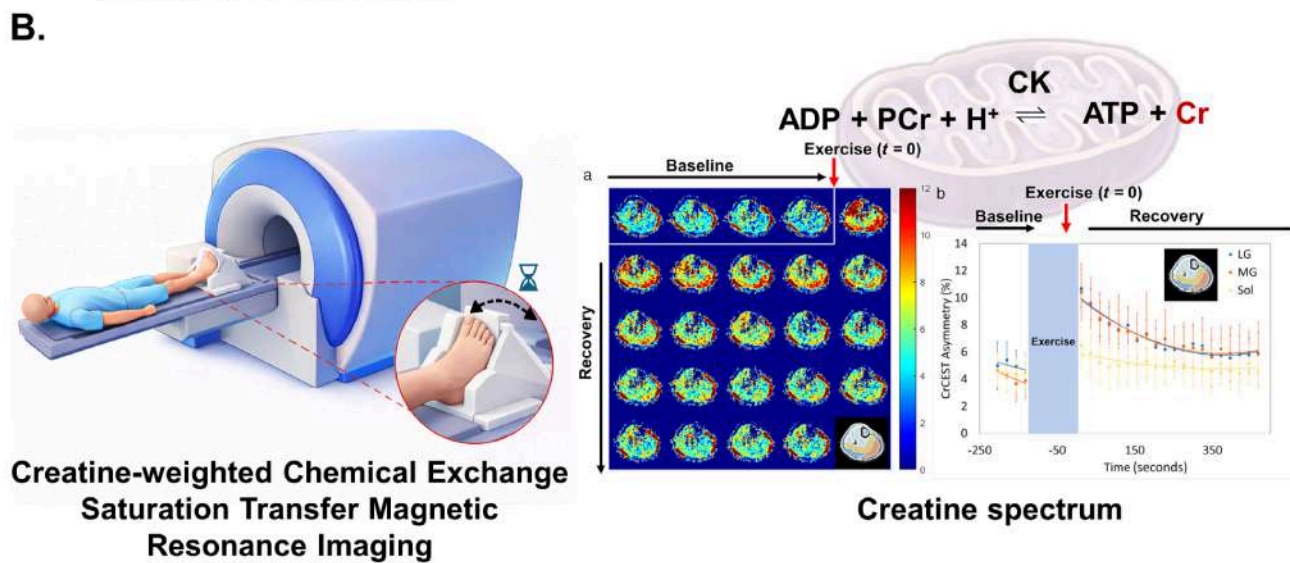 B.
CK
ADP + PCr + H⁺ ⇌ ATP + Cr
Exercise (t = 0)
Baseline
a
12
10
8
6
4
2
0
Recovery
b
Exercise (t = 0)
Baseline
Recovery
14
12
10
8
6
4
2
0
CrCEST Asymmetry (%)
Exercise
LG
MG
Sol
-250
-50
150
350
Time (seconds)
Creatine-weighted Chemical Exchange
Saturation Transfer Magnetic
Resonance Imaging
Creatine spectrum